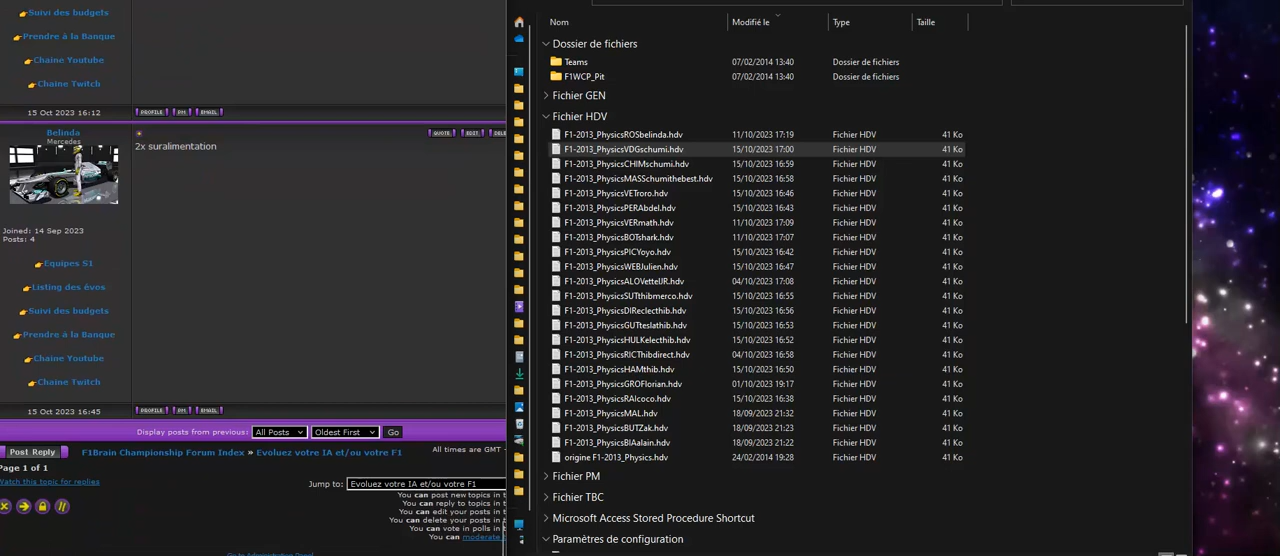 Suivi des budgets
Prendre à la Banque
Chaine Youtube
Chaine Twitch
15 Oct 2023 16:12
PROFILE PM EMAIL
Belinda
Mercedes
QUOTE EDIT DELE
2x suralimentation
Joined: 14 Sep 2023
Posts: 4
Equipes S1
Listing des évos
Suivi des budgets
Prendre à la Banque
Chaine Youtube
Chaine Twitch
15 Oct 2023 16:45
PROFILE PM EMAIL
Display posts from previous: All Posts Oldest First Go
Post Reply F1Brain Championship Forum Index » Evoluez votre IA et/ou votre F1 All times are GMT -
Page 1 of 1
Watch this topic for replies
Jump to: Evoluez votre IA et/ou votre F1
You can post new topics in t
You can reply to topics in t
You can edit your posts in t
You can delete your posts in t
You can vote in polls in t
You can moderate t
Go to Administration Panel
Nom Modifié le Type Taille
Dossier de fichiers
Teams 07/02/2014 13:40 Dossier de fichiers
F1WCP_Pit 07/02/2014 13:40 Dossier de fichiers
Fichier GEN
Fichier HDV
F1-2013_PhysicsROSbelinda.hdv 11/10/2023 17:19 Fichier HDV 41 Ko
F1-2013_PhysicsVDGschumi.hdv 15/10/2023 17:00 Fichier HDV 41 Ko
F1-2013_PhysicsCHIMschumi.hdv 15/10/2023 16:59 Fichier HDV 41 Ko
F1-2013_PhysicsMASSchumithebest.hdv 15/10/2023 16:58 Fichier HDV 41 Ko
F1-2013_PhysicsVETroro.hdv 15/10/2023 16:46 Fichier HDV 41 Ko
F1-2013_PhysicsPERAbdel.hdv 15/10/2023 16:43 Fichier HDV 41 Ko
F1-2013_PhysicsVERmath.hdv 11/10/2023 17:09 Fichier HDV 41 Ko
F1-2013_PhysicsBOTshark.hdv 11/10/2023 17:07 Fichier HDV 41 Ko
F1-2013_PhysicsPICYoyo.hdv 15/10/2023 16:42 Fichier HDV 41 Ko
F1-2013_PhysicsWEBJulien.hdv 15/10/2023 16:47 Fichier HDV 41 Ko
F1-2013_PhysicsALOVettelJR.hdv 04/10/2023 17:08 Fichier HDV 41 Ko
F1-2013_PhysicsSUTthibmerco.hdv 15/10/2023 16:55 Fichier HDV 41 Ko
F1-2013_PhysicsDIReclecthib.hdv 15/10/2023 16:56 Fichier HDV 41 Ko
F1-2013_PhysicsGUTteslathib.hdv 15/10/2023 16:53 Fichier HDV 41 Ko
F1-2013_PhysicsHULKelecthib.hdv 15/10/2023 16:52 Fichier HDV 41 Ko
F1-2013_PhysicsRICThibdirect.hdv 04/10/2023 16:58 Fichier HDV 41 Ko
F1-2013_PhysicsHAMthib.hdv 15/10/2023 16:50 Fichier HDV 41 Ko
F1-2013_PhysicsGROFlorian.hdv 01/10/2023 19:17 Fichier HDV 41 Ko
F1-2013_PhysicsRAIcoco.hdv 15/10/2023 16:38 Fichier HDV 41 Ko
F1-2013_PhysicsMAL.hdv 18/09/2023 21:32 Fichier HDV 41 Ko
F1-2013_PhysicsBUTZak.hdv 18/09/2023 21:23 Fichier HDV 41 Ko
F1-2013_PhysicsBIAalain.hdv 18/09/2023 21:22 Fichier HDV 41 Ko
origine F1-2013_Physics.hdv 24/02/2014 19:28 Fichier HDV 41 Ko
Fichier PM
Fichier TBC
Microsoft Access Stored Procedure Shortcut
Paramètres de configuration